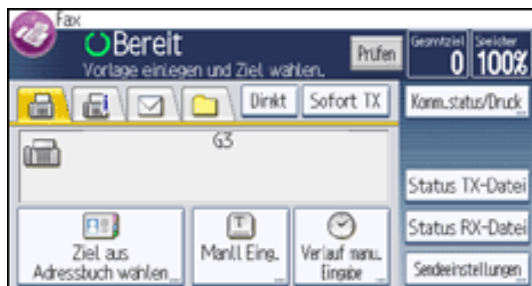 Fax
Bereit
Vorlage einlegen und Ziel wählen.
Prüfen
Gesamtziel
0
Speicher
100%
Direkt
Sofort TX
Komm.status/Druck
G3
Status TX-Datei
Status RX-Datei
Ziel aus
Adressbuch wählen
Manll Eing.
Verlauf manu.
Eingabe
Sendeeinstellungen